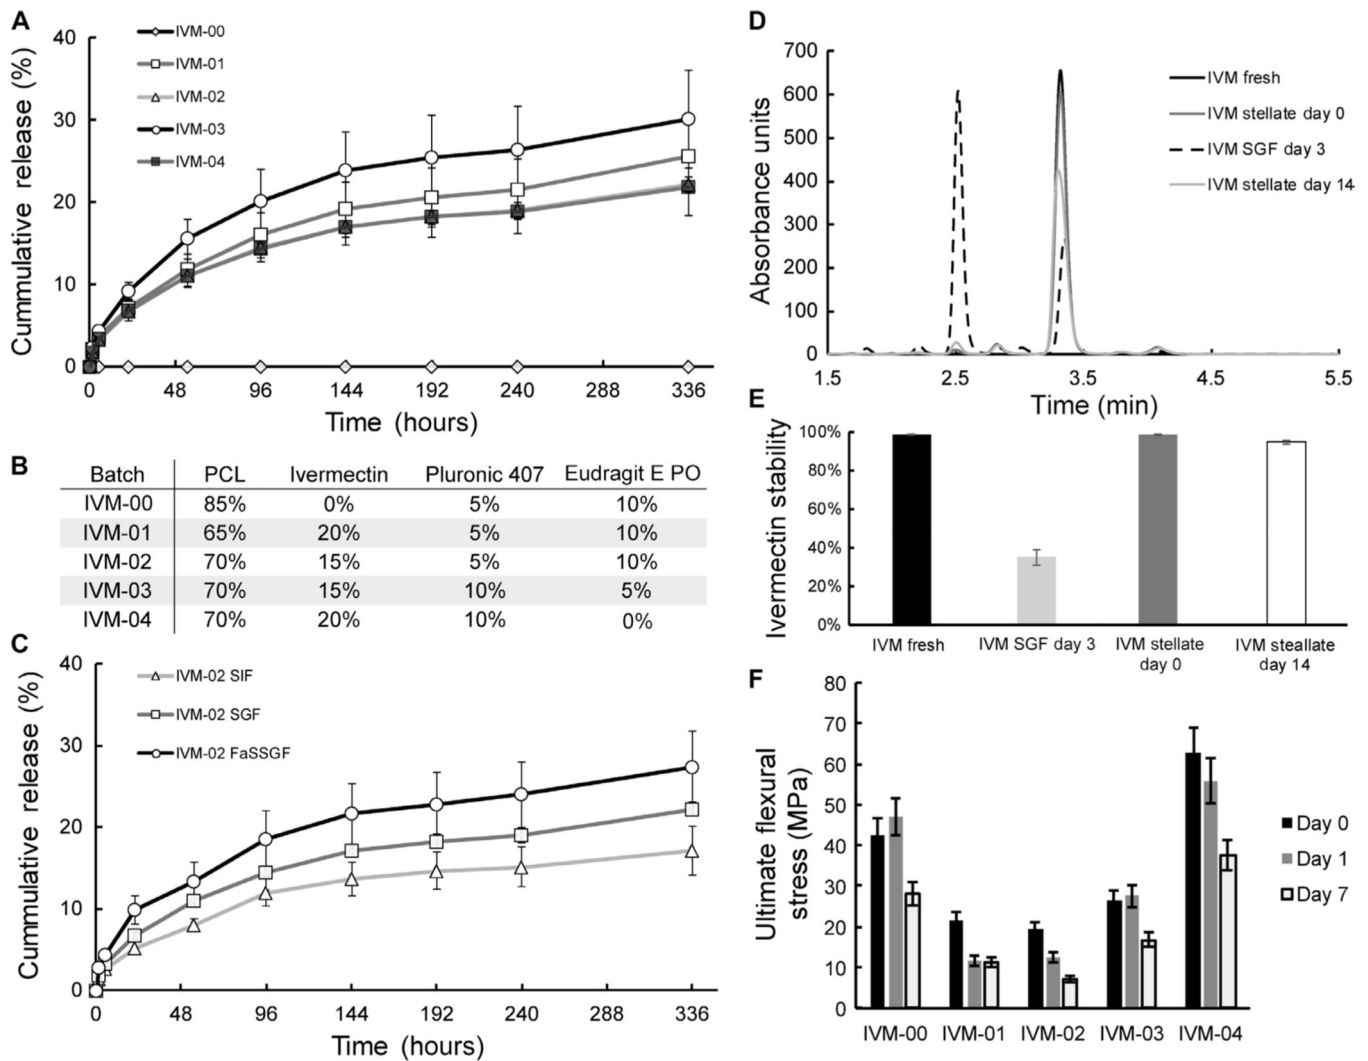 A
Cummulative release (%)
40
30
20
10
0
IVM-00
IVM-01
IVM-02
IVM-03
IVM-04
0 48 96 144 192 240 288 336
Time (hours)
B
Batch PCL Ivermectin Pluronic 407 Eudragit E PO
IVM-00 85% 0% 5% 10%
IVM-01 65% 20% 5% 10%
IVM-02 70% 15% 5% 10%
IVM-03 70% 15% 10% 5%
IVM-04 70% 20% 10% 0%
C
Cummulative release (%)
40
30
20
10
0
IVM-02 SIF
IVM-02 SGF
IVM-02 FaSSGF
0 48 96 144 192 240 288 336
Time (hours)
D
Absorbance units
700
600
500
400
300
200
100
0
IVM fresh
IVM stellate day 0
IVM SGF day 3
IVM stellate day 14
1.5 2.5 3.5 4.5 5.5
Time (min)
E
Ivermectin stability
100%
80%
60%
40%
20%
0%
IVM fresh IVM SGF day 3 IVM stellate IVM steallate
day 0 day 14
F
Ultimate flexural
stress (MPa)
80
70
60
50
40
30
20
10
0
Day 0
Day 1
Day 7
IVM-00 IVM-01 IVM-02 IVM-03 IVM-04